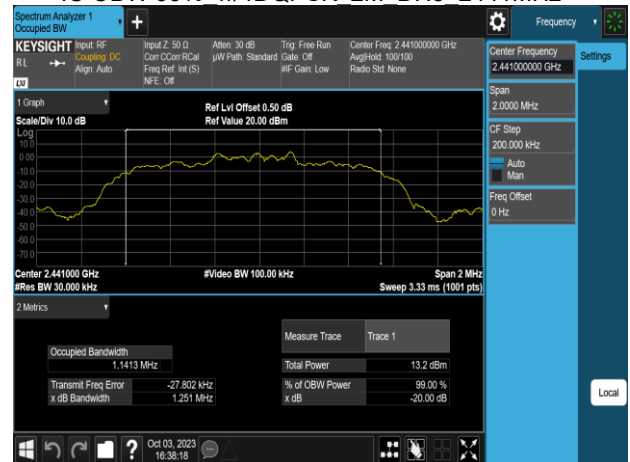 Spectrum Analyzer 1
Occupied BW
Frequency
KEYSIGHT
RL
LXI
Input: RF
Coupling: DC
Align: Auto
Input Z: 50 Ω
Corr CCorr RCal
Freq Ref: Int (S)
NFE: Off
Atten: 30 dB
µW Path: Standard
Trig: Free Run
Gate: Off
#IF Gain: Low
Center Freq: 2.441000000 GHz
Avg|Hold: 100/100
Radio Std: None
Center Frequency
2.441000000 GHz
Settings
Span
2.0000 MHz
CF Step
200.000 kHz
Auto
Man
Freq Offset
0 Hz
1 Graph
Scale/Div 10.0 dB
Ref Lvl Offset 0.50 dB
Ref Value 20.00 dBm
Log
10.0
0.00
-10.0
-20.0
-30.0
-40.0
-50.0
-60.0
-70.0
Center 2.441000 GHz
#Res BW 30.000 kHz
#Video BW 100.00 kHz
Span 2 MHz
Sweep 3.33 ms (1001 pts)
2 Metrics
Measure Trace Trace 1
Occupied Bandwidth
1.1413 MHz
Total Power 13.2 dBm
Transmit Freq Error -27.802 kHz
% of OBW Power 99.00 %
x dB Bandwidth 1.251 MHz
x dB -20.00 dB
Local
Oct 03, 2023
16:38:18